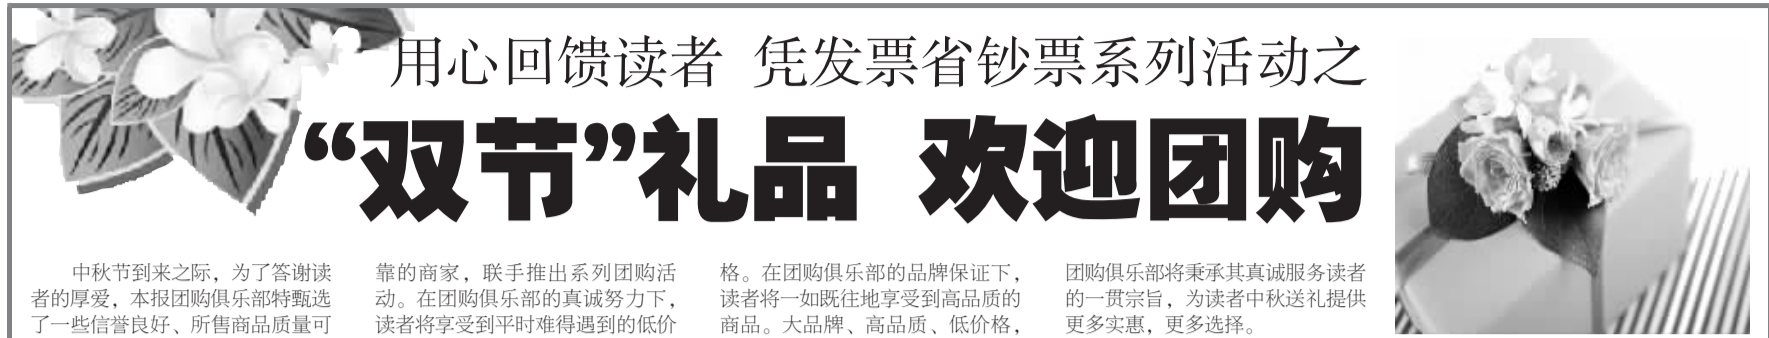 用心回馈读者 凭发票省钞票系列活动之
“双节”礼品 欢迎团购
中秋节到来之际，为了答谢读
者的厚爱，本报团购俱乐部特甄选
了一些信誉良好、所售商品质量可
靠的商家，联手推出系列团购活
动。在团购俱乐部的真诚努力下，
读者将享受到平时难得遇到的低价
格。在团购俱乐部的品牌保证下，
读者将一如既往地享受到高品质的
商品。大品牌、高品质、低价格，
团购俱乐部将秉承其真诚服务读者
的一贯宗旨，为读者中秋送礼提供
更多实惠，更多选择。